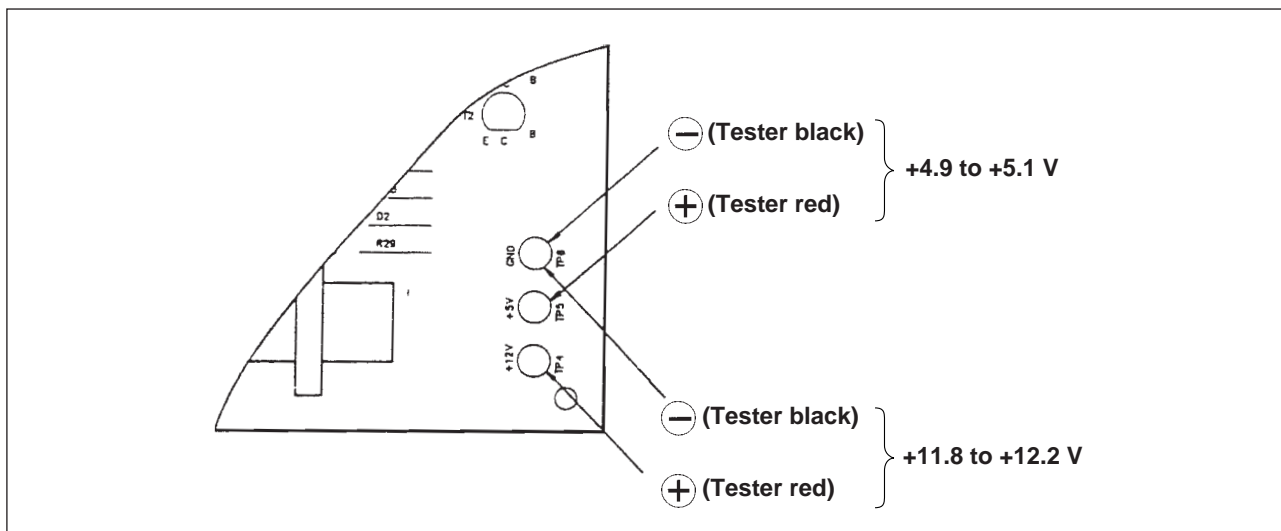 B
T2
E C B
⊖ (Tester black)
+4.9 to +5.1 V
⊕ (Tester red)
D2
R29
GND TP6
+5V TP5
+12V TP4
⊖ (Tester black)
+11.8 to +12.2 V
⊕ (Tester red)